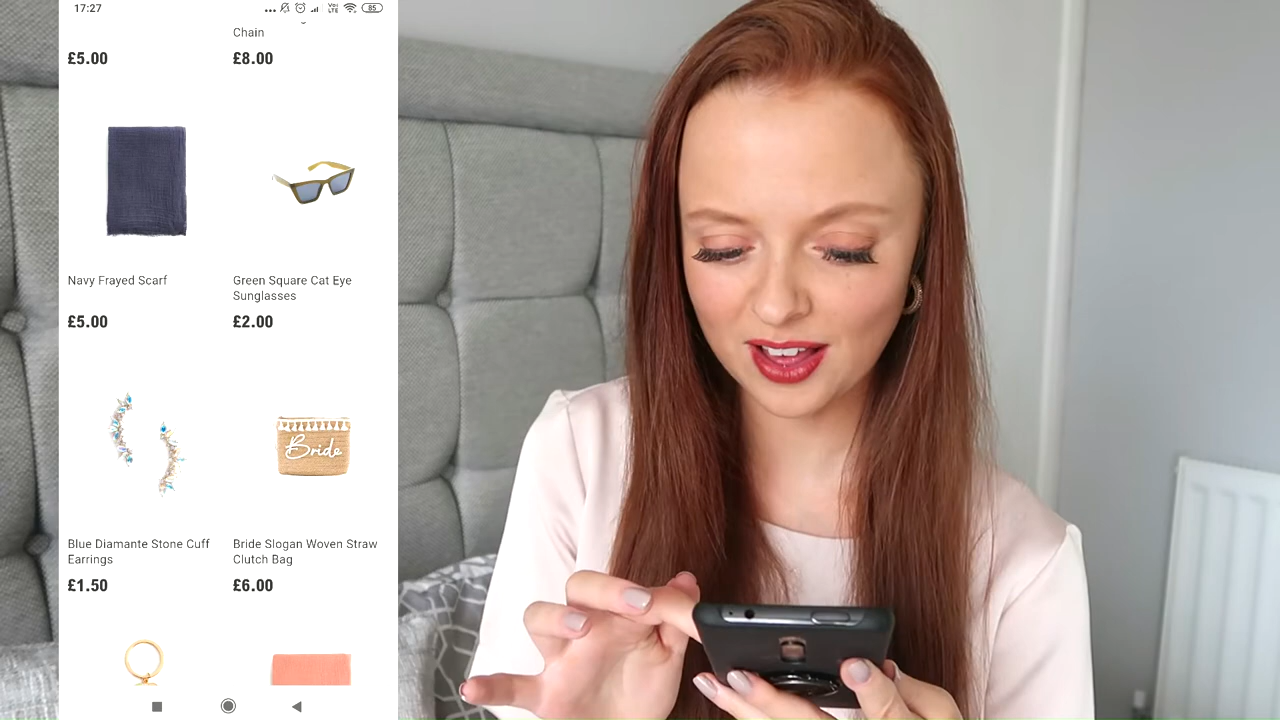 17:27
85
Chain
£5.00
£8.00
Navy Frayed Scarf
Green Square Cat Eye
Sunglasses
£5.00
£2.00
Bride
Blue Diamante Stone Cuff
Earrings
Bride Slogan Woven Straw
Clutch Bag
£1.50
£6.00